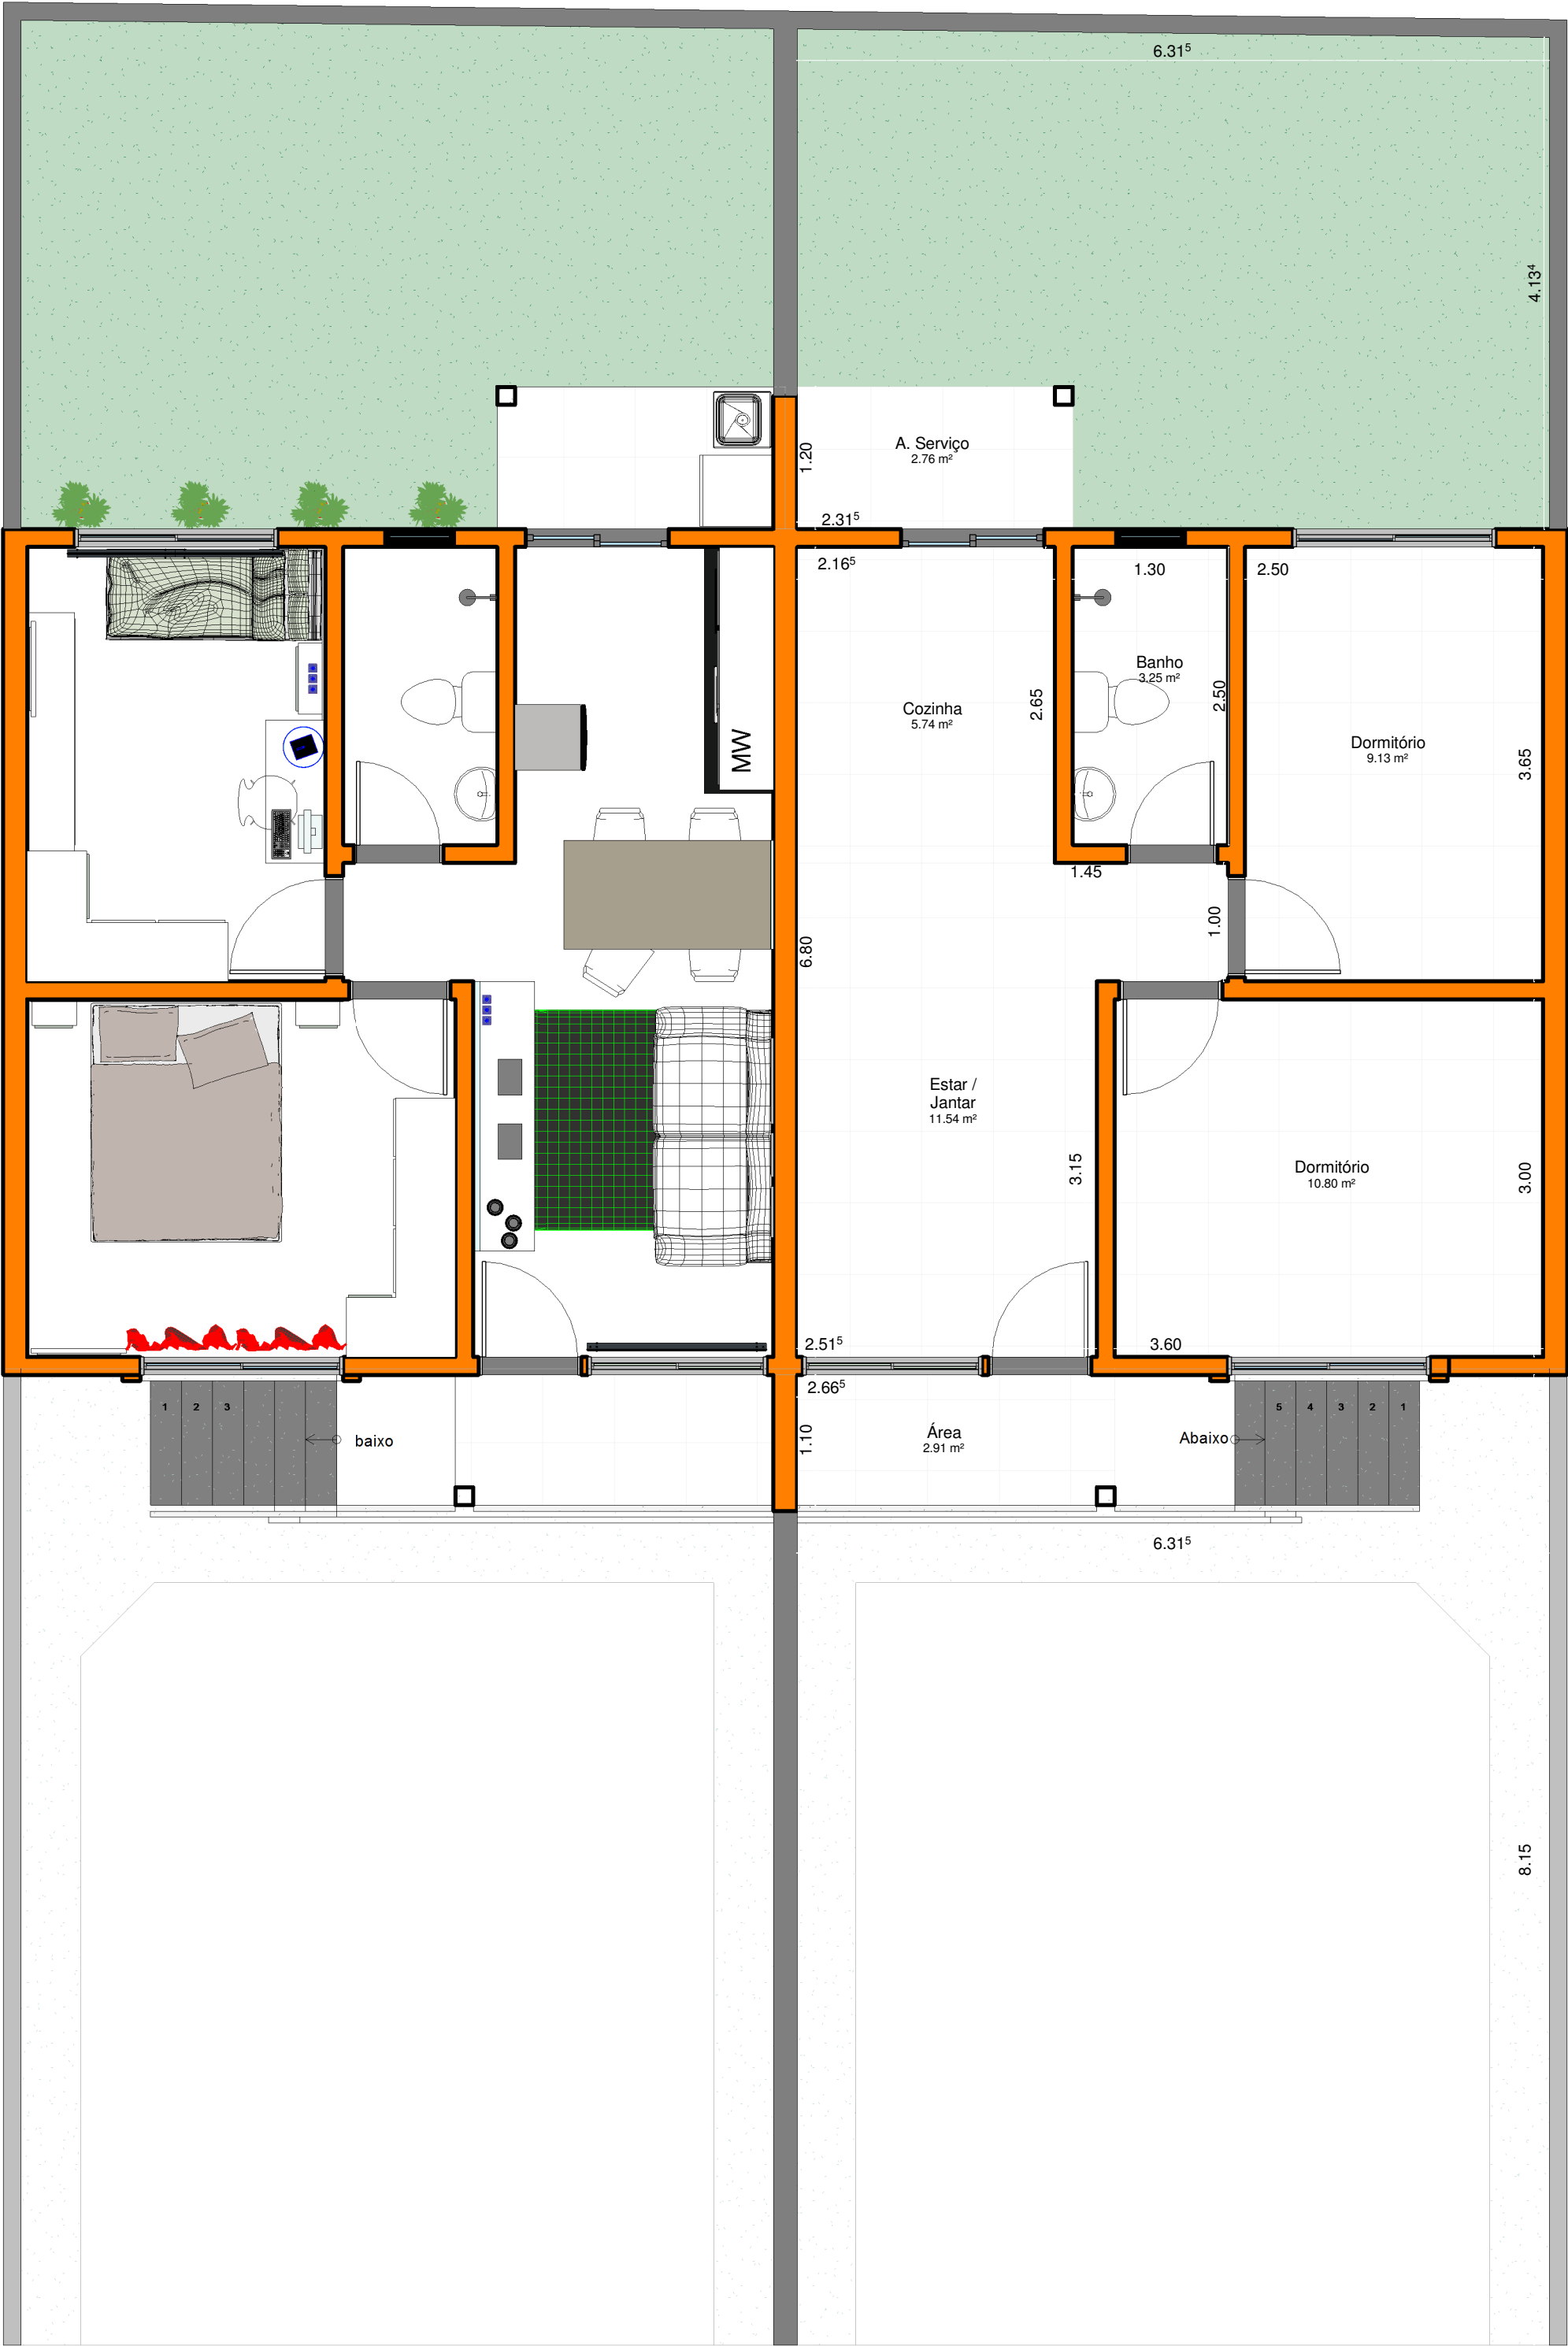 6.31⁵
4.13⁴
A. Serviço
2.76 m²
1.20
2.31⁵
2.16⁵
1.30
2.50
Banho
3.25 m²
2.50
2.65
Cozinha
5.74 m²
Dormitório
9.13 m²
3.65
MW
1.45
1.00
6.80
Estar /
Jantar
11.54 m²
3.15
Dormitório
10.80 m²
3.00
2.51⁵
3.60
2.66⁵
1 2 3
baixo
1.10
Área
2.91 m²
Abaixo
5 4 3 2 1
6.31⁵
8.15